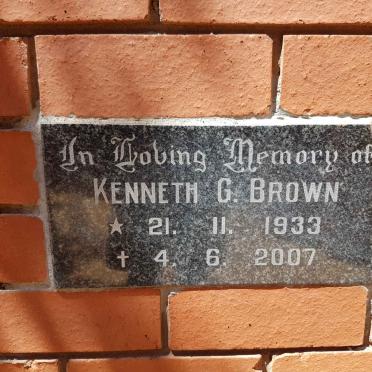 In Loving Memory of
KENNETH G. BROWN
★ 21. 11. 1933
✝ 4. 6. 2007